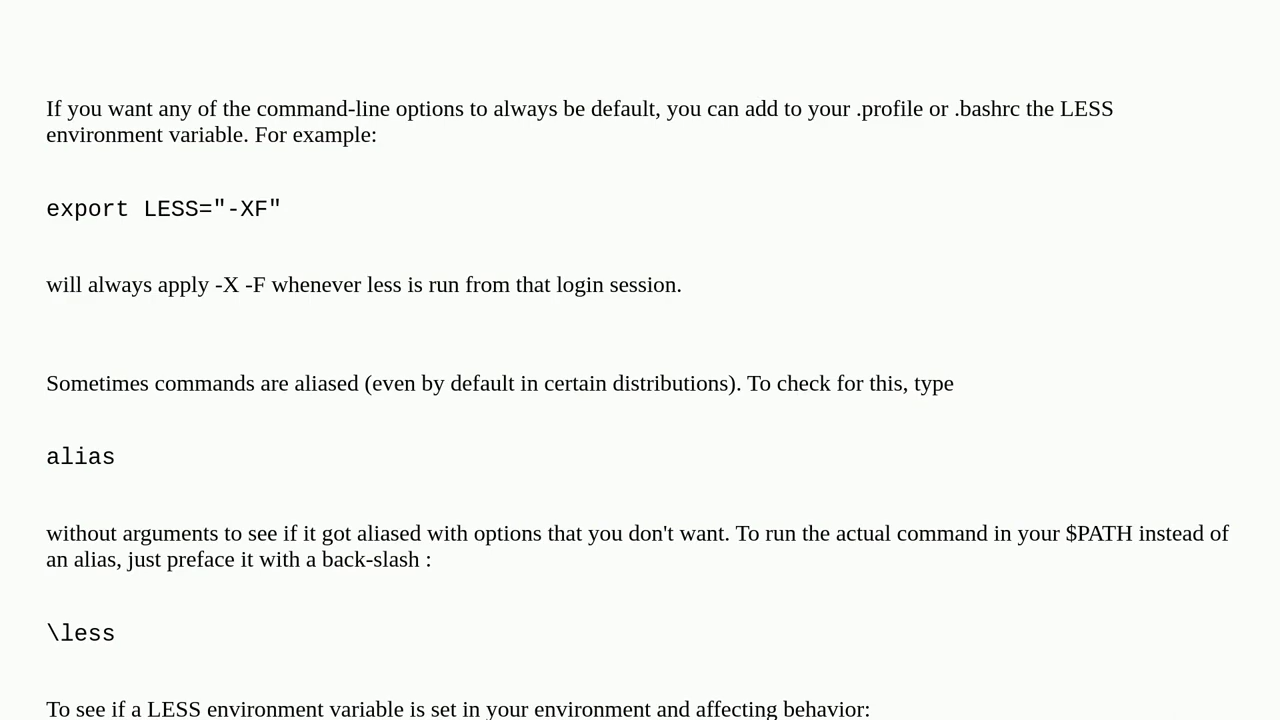 If you want any of the command-line options to always be default, you can add to your .profile or .bashrc the LESS
environment variable. For example:
export LESS="-XF"
will always apply -X -F whenever less is run from that login session.
Sometimes commands are aliased (even by default in certain distributions). To check for this, type
alias
without arguments to see if it got aliased with options that you don't want. To run the actual command in your $PATH instead of
an alias, just preface it with a back-slash :
\less
To see if a LESS environment variable is set in your environment and affecting behavior: